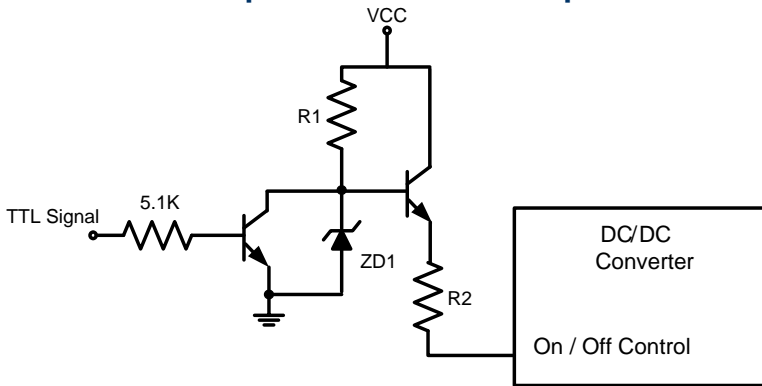 VCC
R1
5.1K
TTL Signal
ZD1
R2
DC/DC
Converter
On / Off Control